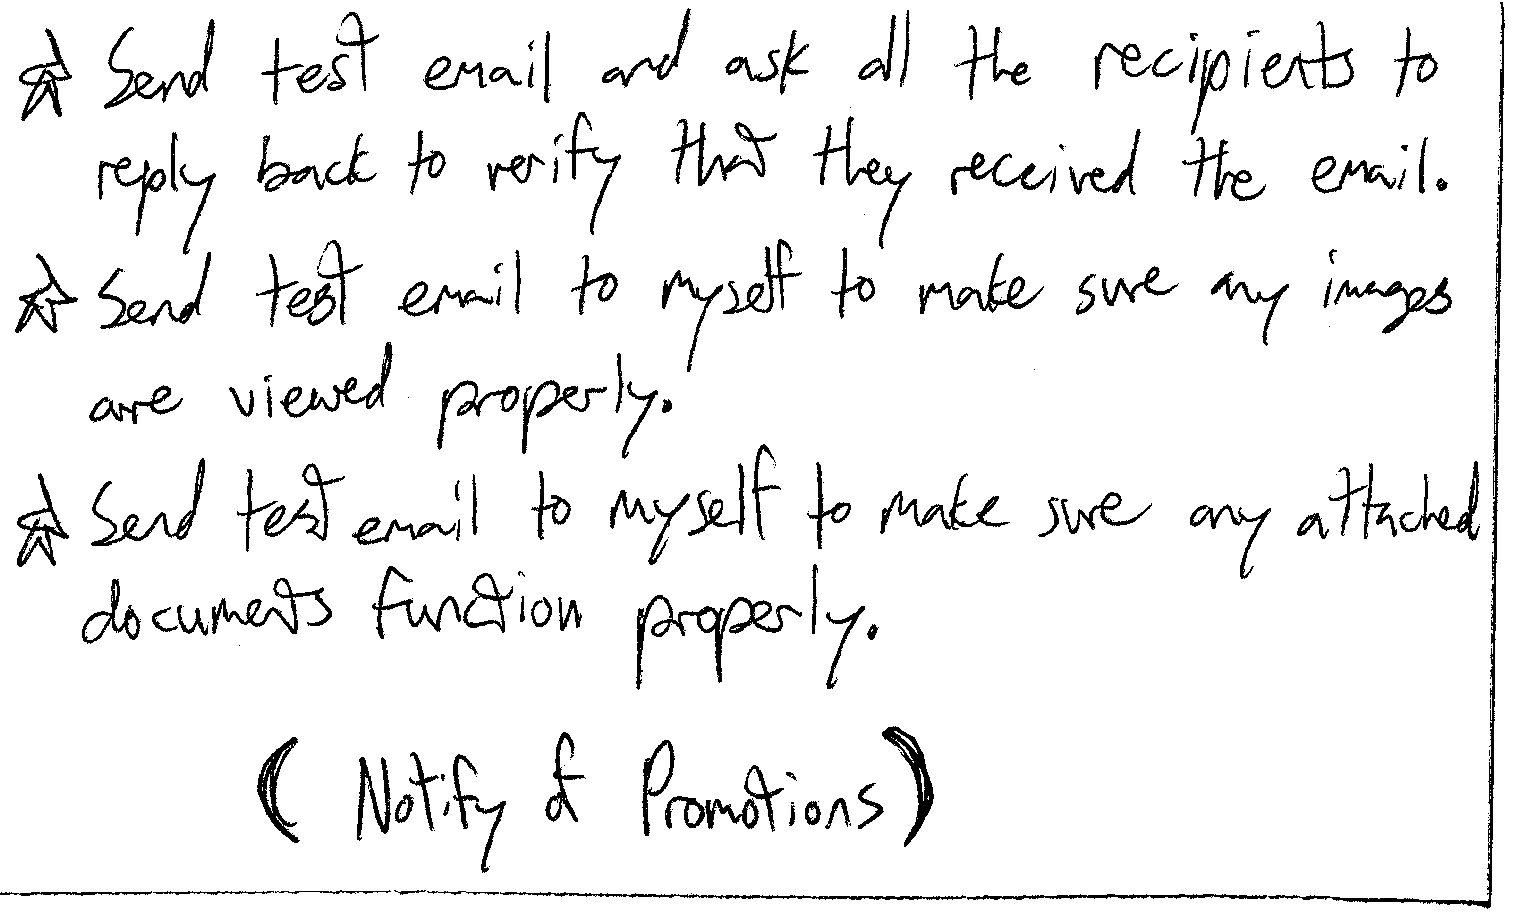 ☆ Send test email and ask all the recipients to
reply back to verify that they received the email.
☆ Send test email to myself to make sure any images
are viewed properly.
☆ Send test email to myself to make sure any attached
documents function properly.
(Notify of Promotions)